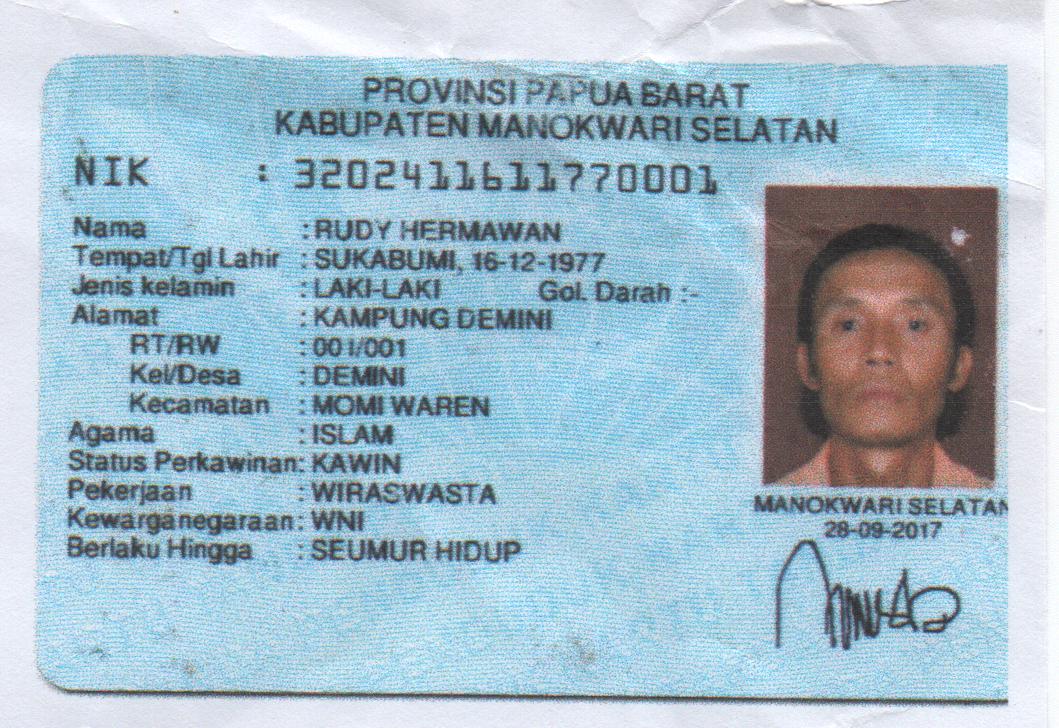 PROVINSI PAPUA BARAT
KABUPATEN MANOKWARI SELATAN
NIK : 3202411611770001
Nama : RUDY HERMAWAN
Tempat/Tgl Lahir : SUKABUMI, 16-12-1977
Jenis kelamin : LAKI-LAKI Gol. Darah :-
Alamat : KAMPUNG DEMINI
RT/RW : 001/001
Kel/Desa : DEMINI
Kecamatan : MOMI WAREN
Agama : ISLAM
Status Perkawinan: KAWIN
Pekerjaan : WIRASWASTA
Kewarganegaraan: WNI
Berlaku Hingga : SEUMUR HIDUP
MANOKWARI SELATAN
28-09-2017